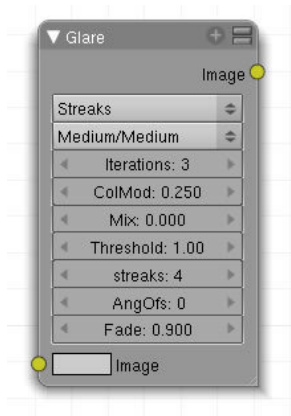 Glare
Image
Streaks
Medium/Medium
Iterations: 3
ColMod: 0.250
Mix: 0.000
Threshold: 1.00
streaks: 4
AngOfs: 0
Fade: 0.900
Image